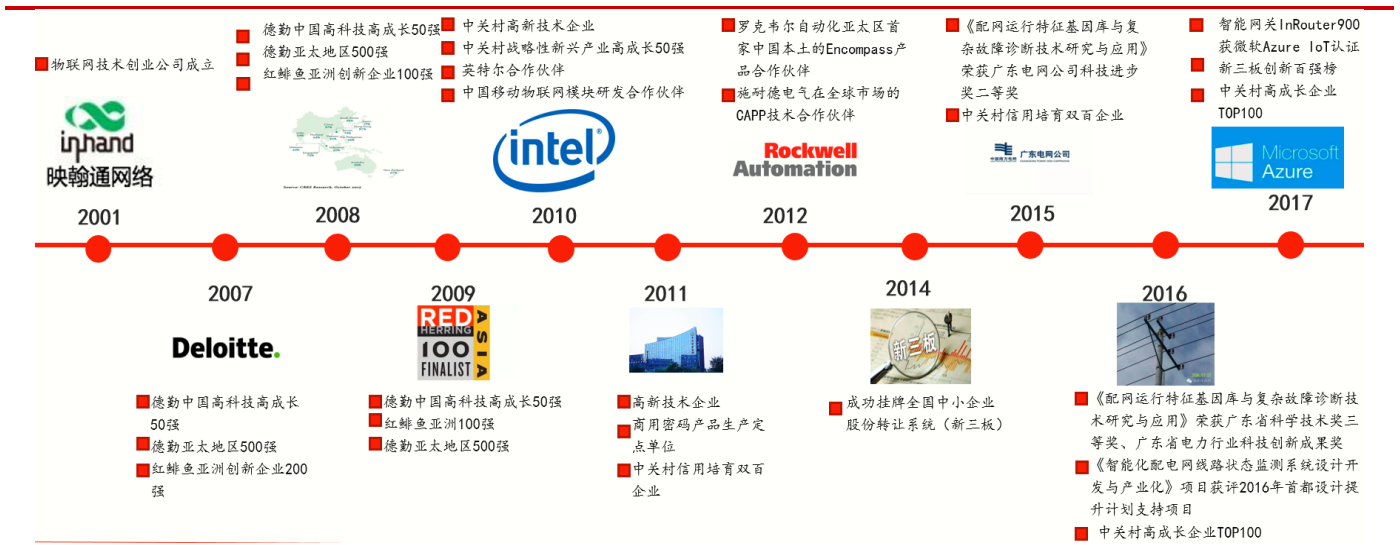 物联网技术创业公司成立
inhand
映翰通网络
2001
德勤中国高科技高成长50强
德勤亚太地区500强
红鲱鱼亚洲创新企业100强
2008
中关村高新技术企业
中关村战略性新兴产业高成长50强
英特尔合作伙伴
中国移动物联网模块研发合作伙伴
intel
2010
罗克韦尔自动化亚太区首
家中国本土的Encompass产
品合作伙伴
施耐德电气在全球市场的
CAPP技术合作伙伴
Rockwell
Automation
2012
《配网运行特征基因库与复
杂故障诊断技术研究与应用》
荣获广东电网公司科技进步
奖二等奖
中关村信用培育双百企业
广东电网公司
2015
智能网关InRouter900
获微软Azure IoT认证
新三板创新百强榜
中关村高成长企业
TOP100
Microsoft
Azure
2017
2007
Deloitte.
德勤中国高科技高成长
50强
德勤亚太地区500强
红鲱鱼亚洲创新企业200
强
2009
RED
HERRING
100
FINALIST
ASIA
德勤中国高科技高成长50强
红鲱鱼亚洲100强
德勤亚太地区500强
2011
高新技术企业
商用密码产品生产定
点单位
中关村信用培育双百
企业
2014
新三板
成功挂牌全国中小企业
股份转让系统（新三板）
2016
《配网运行特征基因库与复杂故障诊断技
术研究与应用》荣获广东省科学技术奖三
等奖、广东省电力行业科技创新成果奖
《智能化配电网线路状态监测系统设计开
发与产业化》项目获评2016年首都设计提
升计划支持项目
中关村高成长企业TOP100